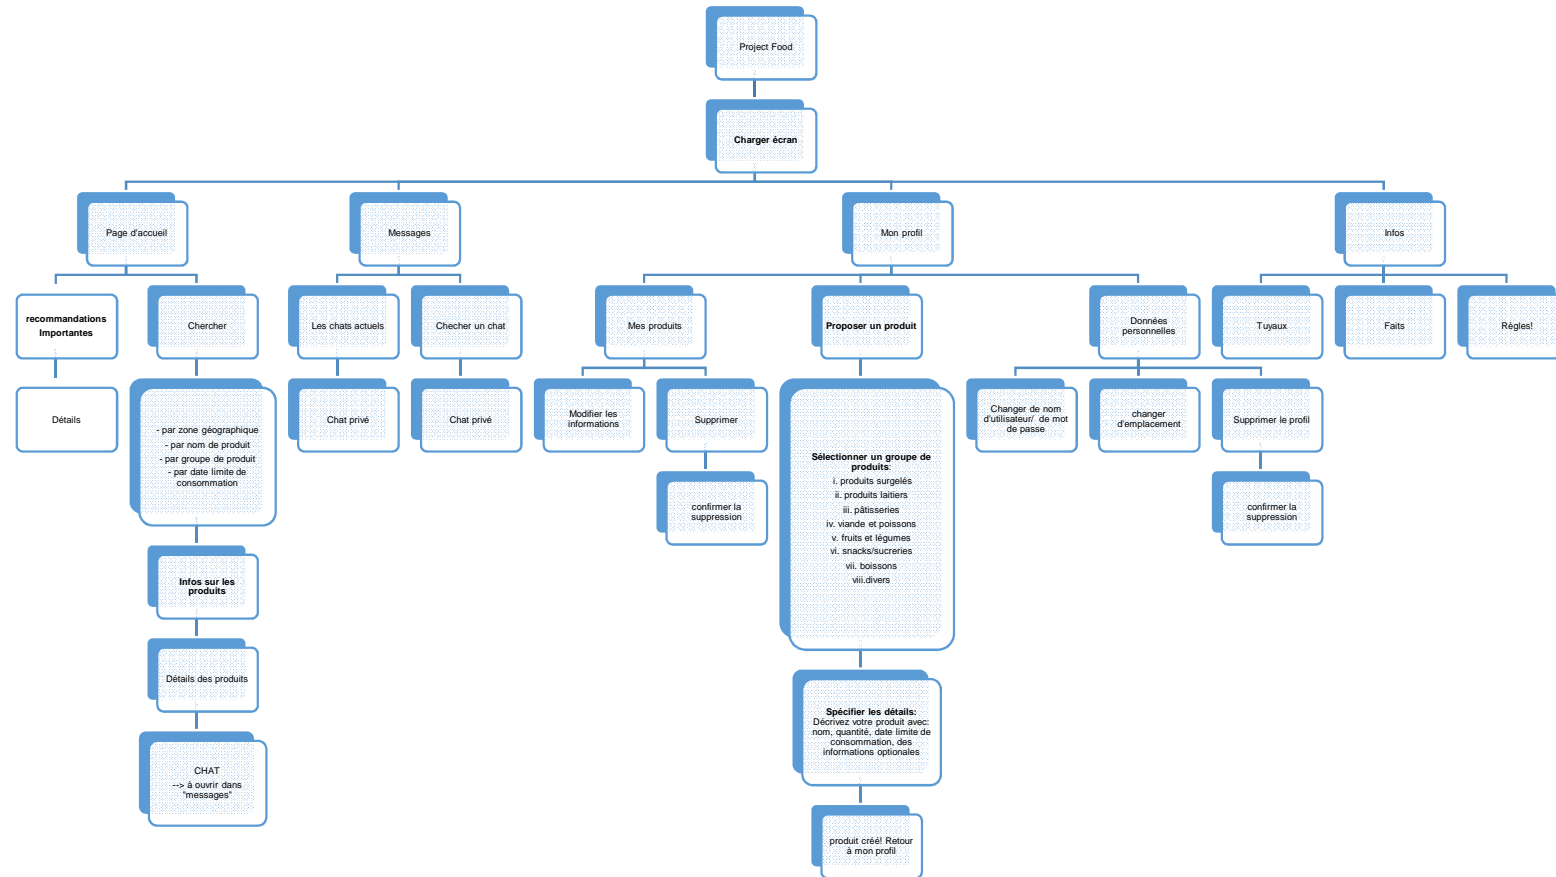 Project Food
Charger écran
Page d'accueil
Messages
Mon profil
Infos
recommandations
Importantes
Chercher
Les chats actuels
Checher un chat
Mes produits
Proposer un produit
Données
personnelles
Tuyaux
Faits
Règles!
Détails
- par zone géographique
- par nom de produit
- par groupe de produit
- par date limite de
consommation
Chat privé
Chat privé
Modifier les
informations
Supprimer
Sélectionner un groupe de
produits:
i. produits surgelés
ii. produits laitiers
iii. pâtisseries
iv. viande et poissons
v. fruits et légumes
vi. snacks/sucreries
vii. boissons
viii.divers
Changer de nom
d'utilisateur/ de mot
de passe
changer
d'emplacement
Supprimer le profil
confirmer la
suppression
confirmer la
suppression
Infos sur les
produits
Détails des produits
Spécifier les détails:
Décrivez votre produit avec:
nom, quantité, date limite de
consommation, des
informations optionales
CHAT
--> à ouvrir dans
"messages"
produit créé! Retour
à mon profil